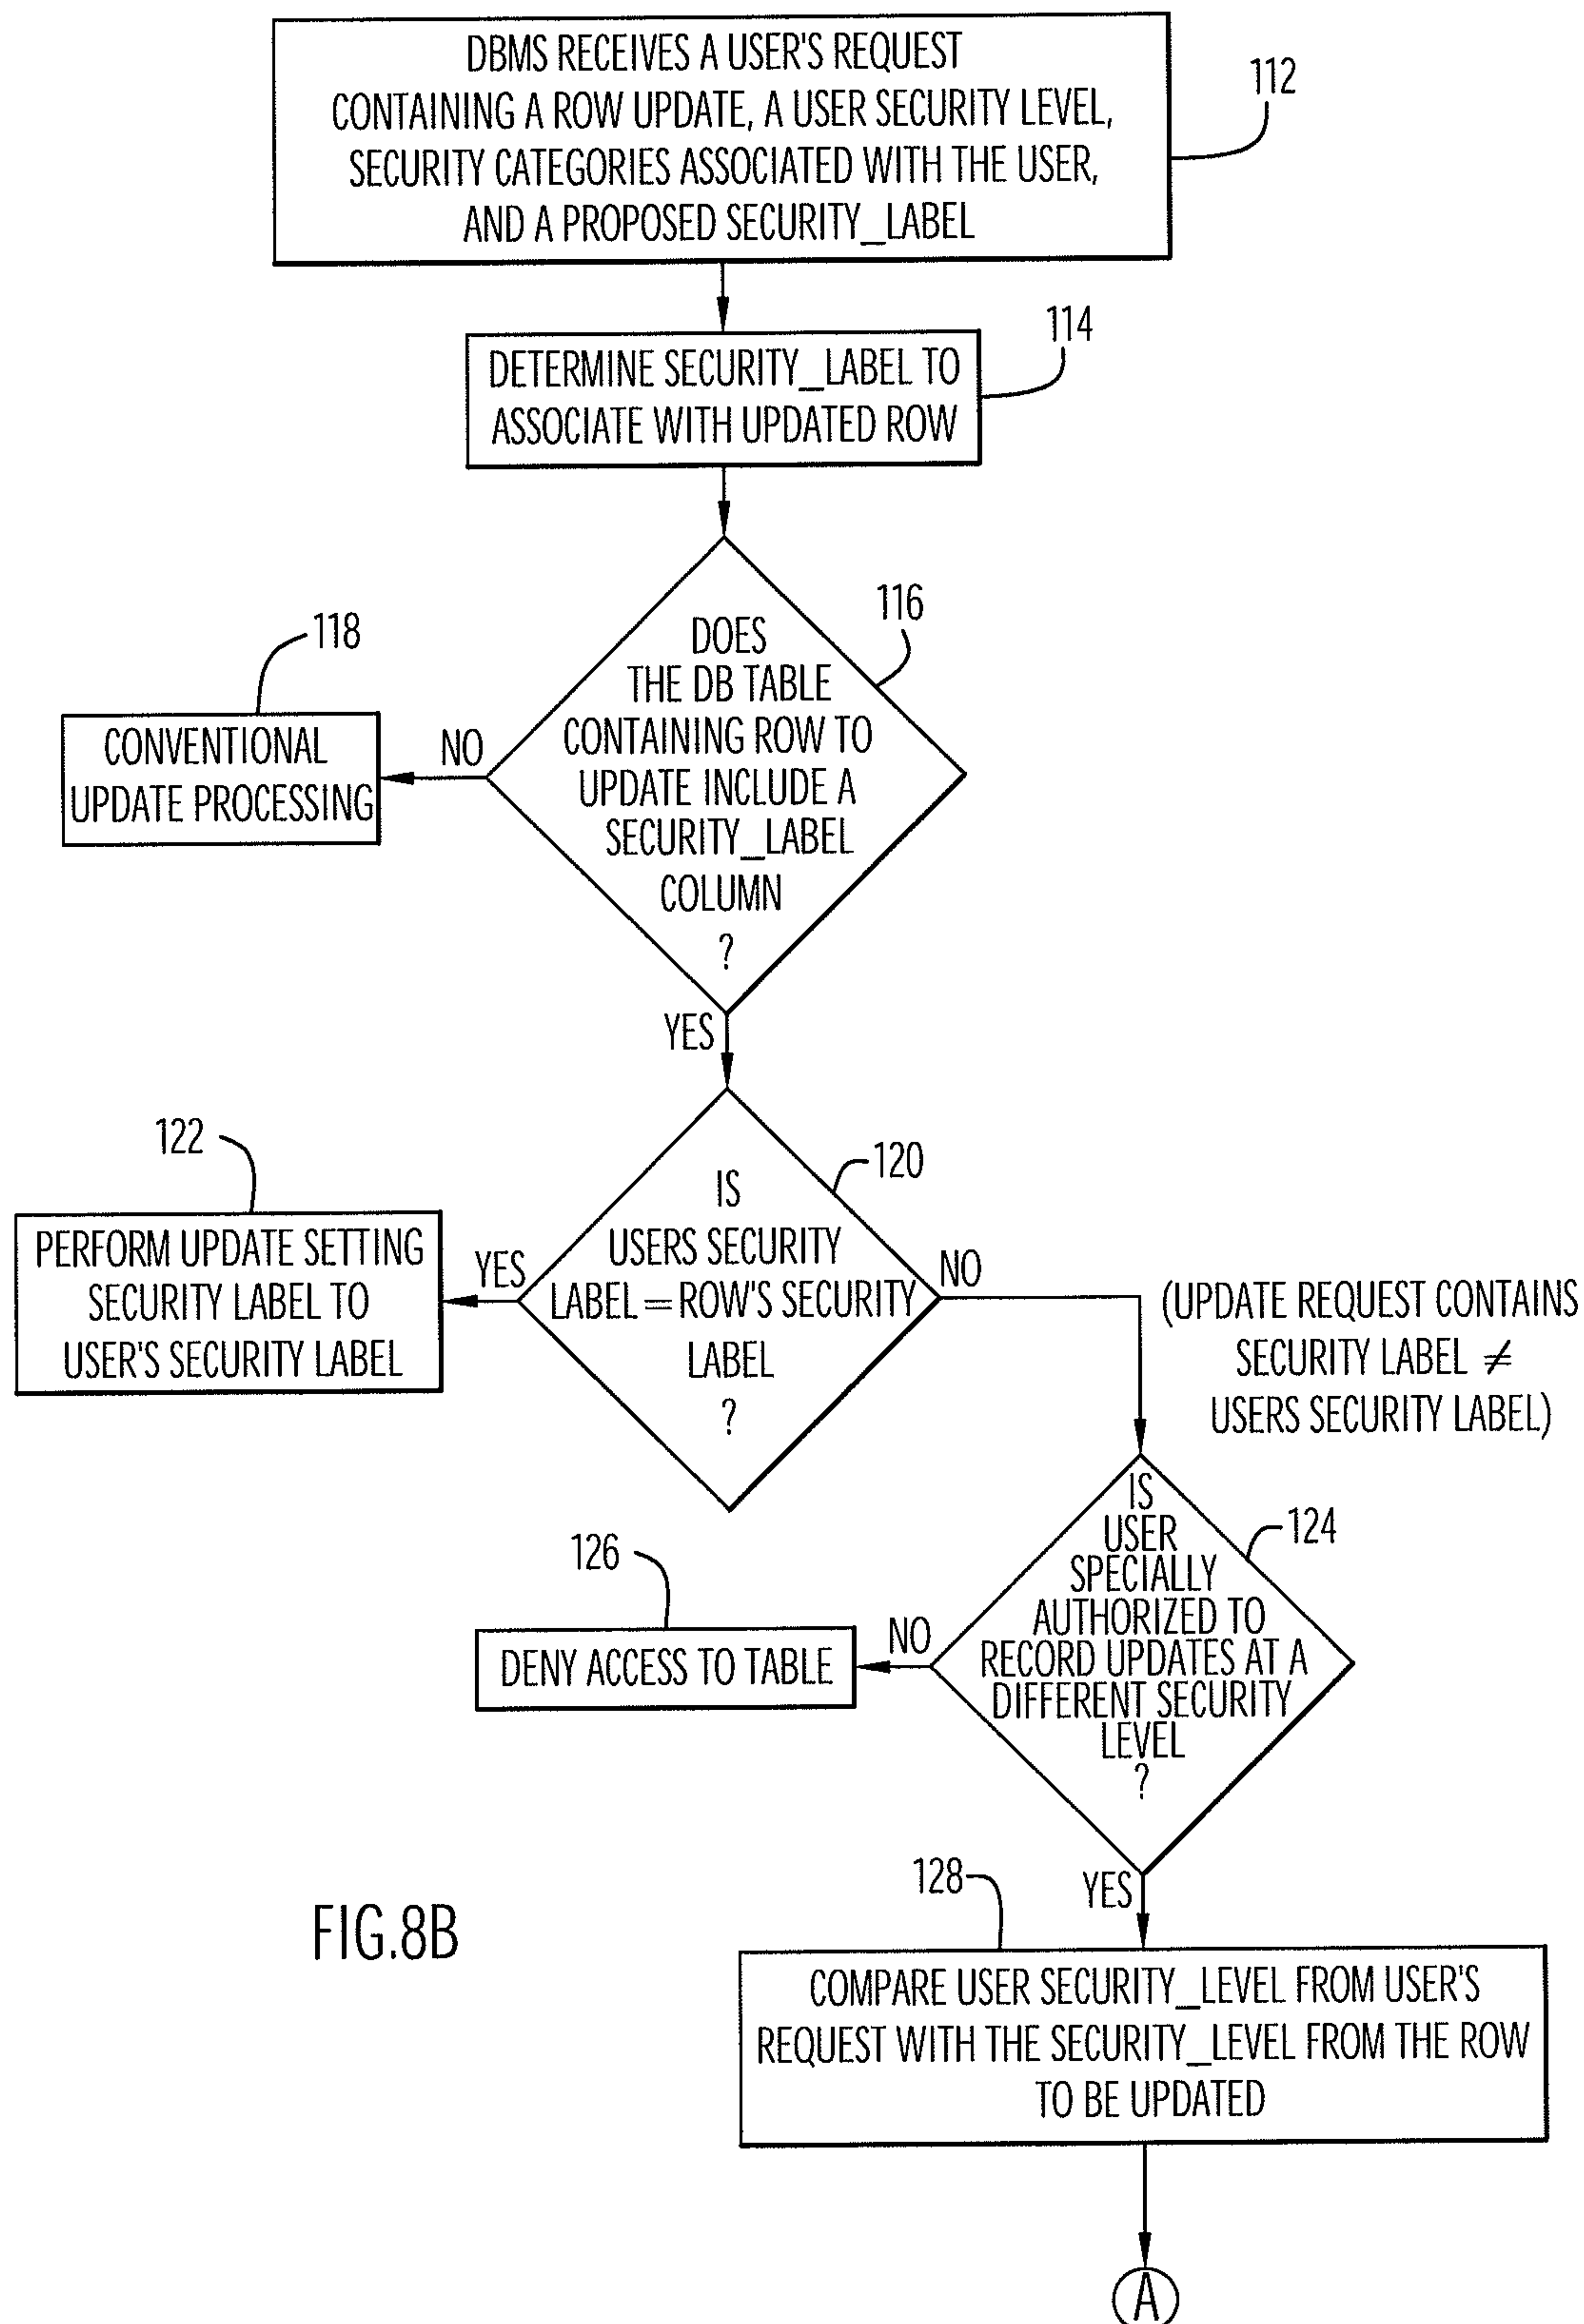 DBMS RECEIVES A USER'S REQUEST
CONTAINING A ROW UPDATE, A USER SECURITY LEVEL,
SECURITY CATEGORIES ASSOCIATED WITH THE USER,
AND A PROPOSED SECURITY_LABEL
112
DETERMINE SECURITY_LABEL TO
ASSOCIATE WITH UPDATED ROW
114
DOES
THE DB TABLE
CONTAINING ROW TO
UPDATE INCLUDE A
SECURITY_LABEL
COLUMN
?
116
NO
118
CONVENTIONAL
UPDATE PROCESSING
YES
IS
USERS SECURITY
LABEL=ROW'S SECURITY
LABEL
?
120
YES
122
PERFORM UPDATE SETTING
SECURITY LABEL TO
USER'S SECURITY LABEL
NO
(UPDATE REQUEST CONTAINS
SECURITY LABEL ≠
USERS SECURITY LABEL)
IS
USER
SPECIALLY
AUTHORIZED TO
RECORD UPDATES AT A
DIFFERENT SECURITY
LEVEL
?
124
NO
126
DENY ACCESS TO TABLE
YES
128
COMPARE USER SECURITY_LEVEL FROM USER'S
REQUEST WITH THE SECURITY_LEVEL FROM THE ROW
TO BE UPDATED
A
FIG.8B